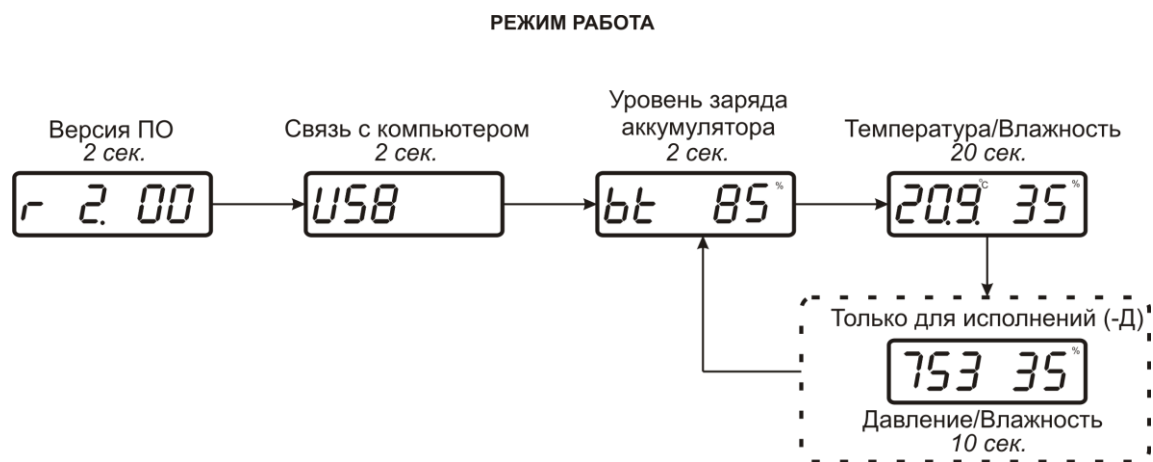 РЕЖИМ РАБОТА
Версия ПО
2 сек.
r 2. 00
Связь с компьютером
2 сек.
USB
Уровень заряда
аккумулятора
2 сек.
bt 85 %
Температура/Влажность
20 сек.
20.9. °C 35 %
Только для исполнений (-Д)
753 35 %
Давление/Влажность
10 сек.